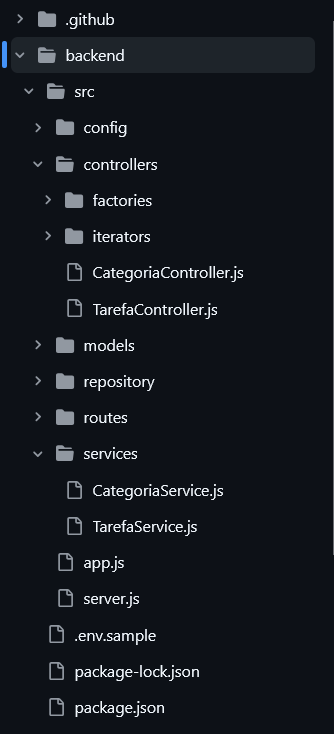 .github
backend
src
config
controllers
factories
iterators
CategoriaController.js
TarefaController.js
models
repository
routes
services
CategoriaService.js
TarefaService.js
app.js
server.js
.env.sample
package-lock.json
package.json